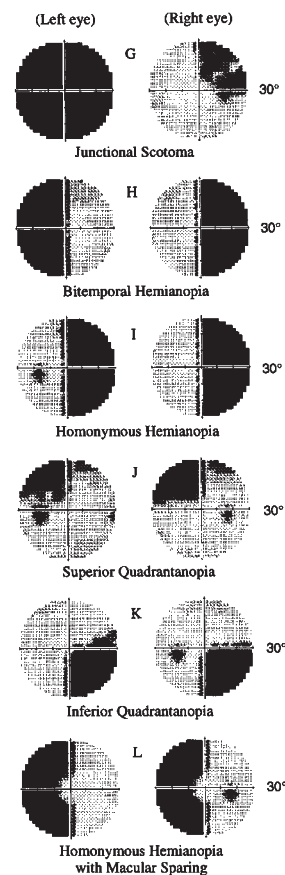 (Left eye) (Right eye)
G
30°
Junctional Scotoma
H
30°
Bitemporal Hemianopia
I
30°
Homonymous Hemianopia
J
30°
Superior Quadrantanopia
K
30°
Inferior Quadrantanopia
L
30°
Homonymous Hemianopia
with Macular Sparing